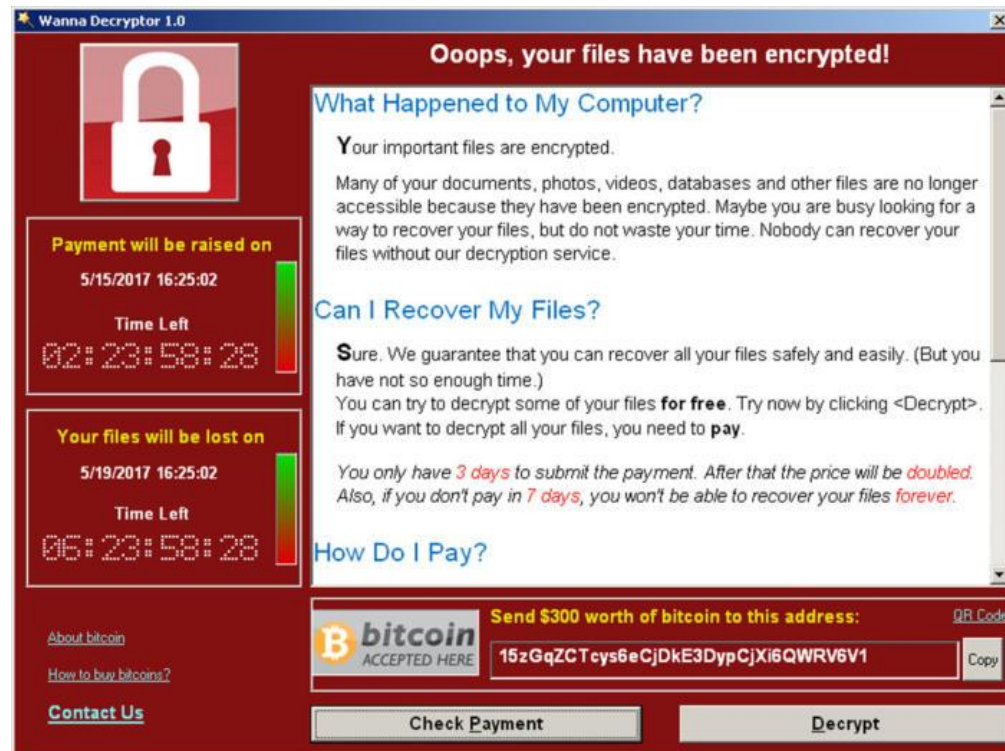 Wanna Decryptor 1.0
Ooops, your files have been encrypted!
What Happened to My Computer?
Your important files are encrypted.
Many of your documents, photos, videos, databases and other files are no longer
accessible because they have been encrypted. Maybe you are busy looking for a
way to recover your files, but do not waste your time. Nobody can recover your
files without our decryption service.
Can I Recover My Files?
Sure. We guarantee that you can recover all your files safely and easily. (But you
have not so enough time.)
You can try to decrypt some of your files for free. Try now by clicking <Decrypt>.
If you want to decrypt all your files, you need to pay.
You only have 3 days to submit the payment. After that the price will be doubled.
Also, if you don't pay in 7 days, you won't be able to recover your files forever.
How Do I Pay?
Payment will be raised on
5/15/2017 16:25:02
Time Left
02:23:58:28
Your files will be lost on
5/19/2017 16:25:02
Time Left
06:23:58:28
About bitcoin
How to buy bitcoins?
Contact Us
bitcoin
ACCEPTED HERE
Send $300 worth of bitcoin to this address:
QR Code
15zGqZCTcys6eCjDkE3DypCjXi6QWRV6V1
Copy
Check Payment
Decrypt